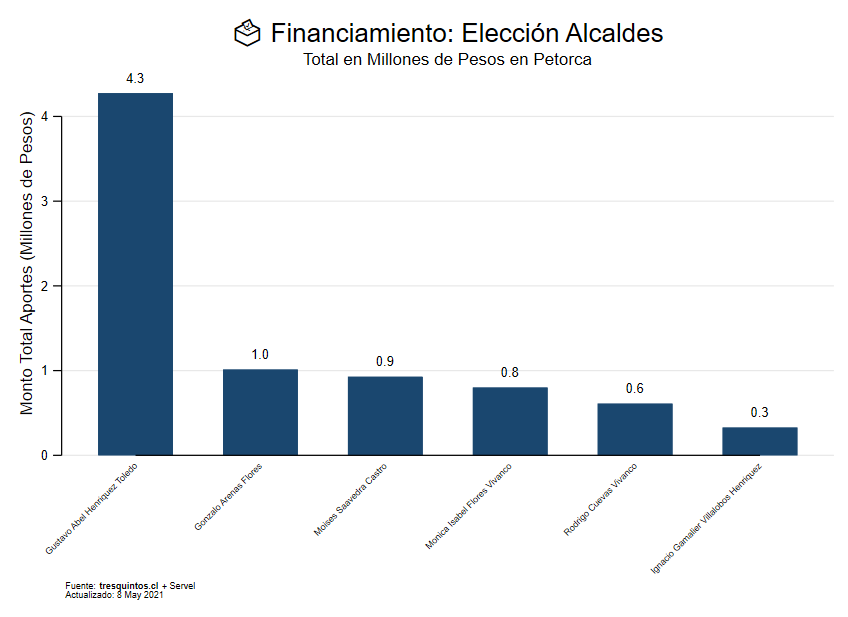 Financiamiento: Elección Alcaldes
Total en Millones de Pesos en Petorca
Monto Total Aportes (Millones de Pesos)
4
3
2
1
0
4.3
1.0
0.9
0.8
0.6
0.3
Gustavo Abel Henriquez Toledo
Gonzalo Arenas Flores
Moises Saavedra Castro
Monica Isabel Flores Vivanco
Rodrigo Cuevas Vivanco
Ignacio Gamalier Villalobos Henriquez
Fuente: tresquintos.cl + Servel
Actualizado: 8 May 2021